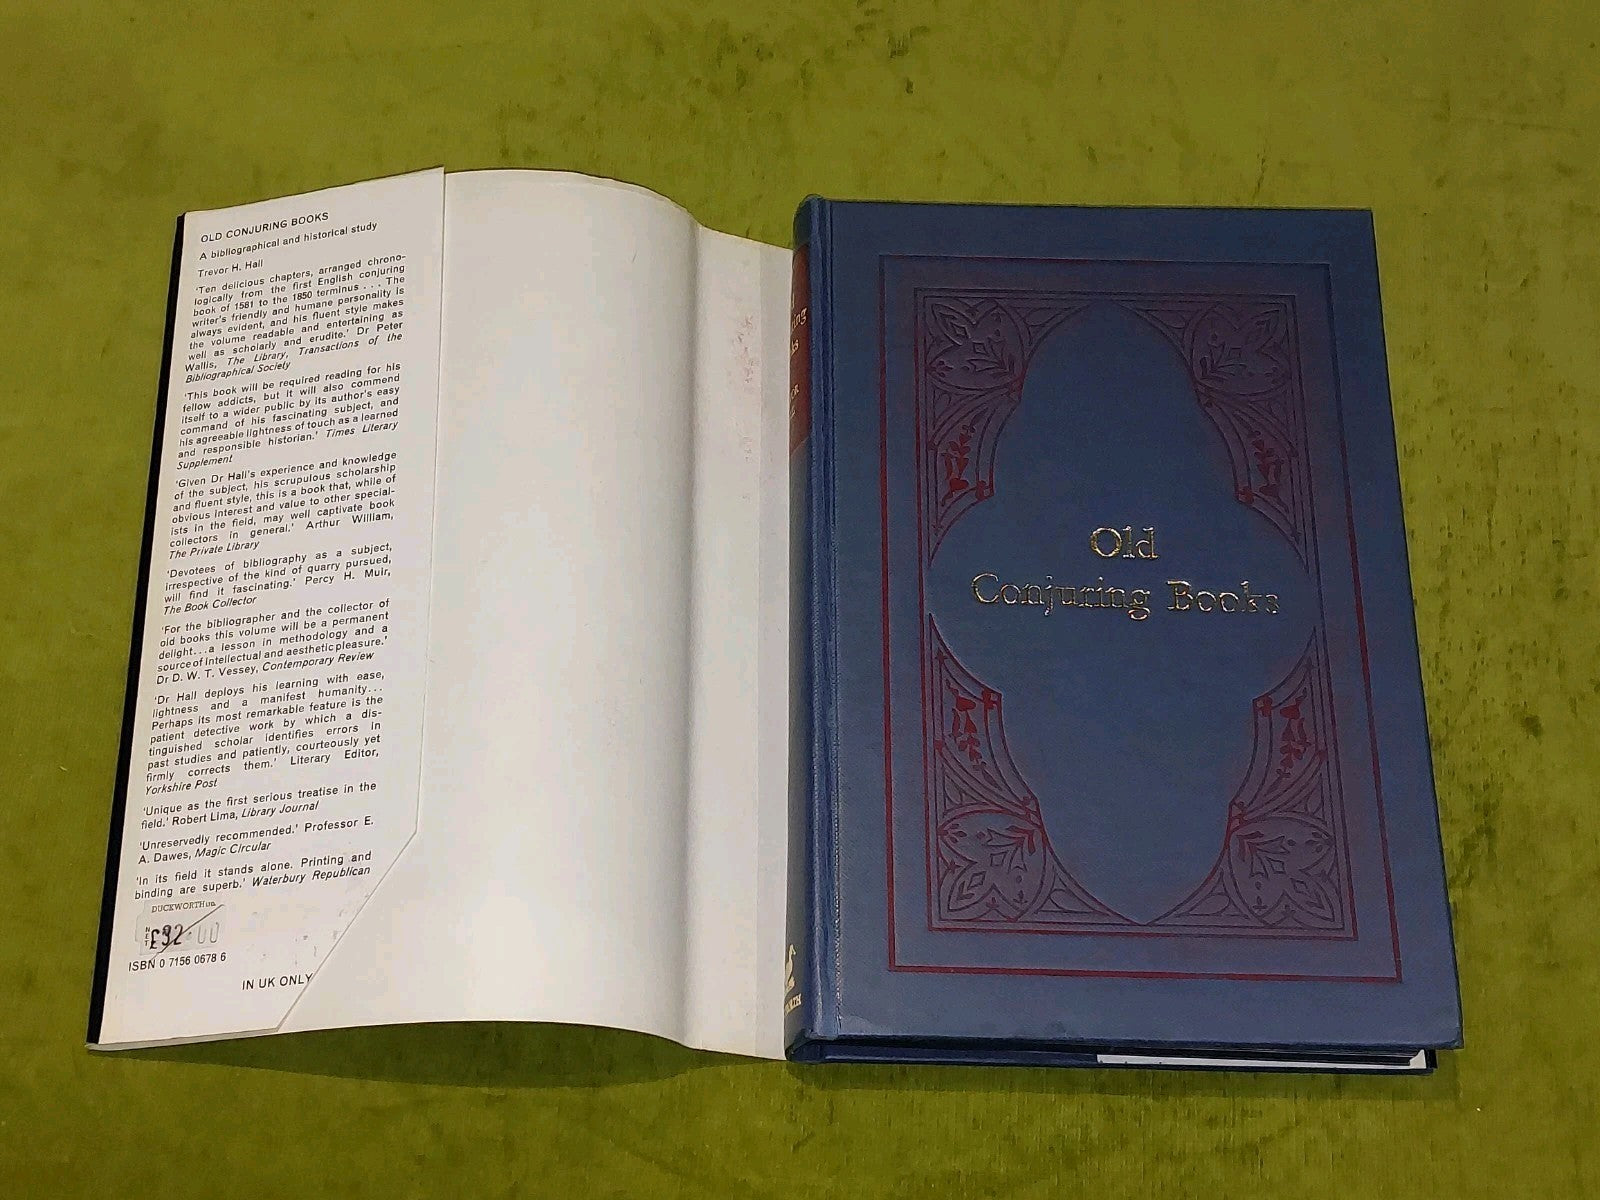 OLD CONJURING BOOKS
A bibliographical and historical study
Trevor H. Hall
'Ten delicious chapters, arranged chrono-
logically from the first English conjuring
book of 1581 to the 1850 terminus . . . The
writer's friendly and humane personality is
always evident, and his fluent style makes
the volume readable and entertaining as
well as scholarly and erudite.' Dr Peter
Wallis, The Library, Transactions of the
Bibliographical Society
'This book will be required reading for his
fellow addicts, but it will also commend
itself to a wider public by its author's easy
command of his fascinating subject, and
his agreeable lightness of touch as a learned
and responsible historian.' Times Literary
Supplement
'Given Dr Hall's experience and knowledge
of the subject, his scrupulous scholarship
and fluent style, this is a book that, while of
obvious interest and value to other special-
ists in the field, may well captivate book
collectors in general.' Arthur William,
The Private Library
'Devotees of bibliography as a subject,
irrespective of the kind of quarry pursued,
will find it fascinating.' Percy H. Muir,
The Book Collector
'For the bibliographer and the collector of
old books this volume will be a permanent
delight...a lesson in methodology and a
source of intellectual and aesthetic pleasure.'
Dr D. W. T. Vessey, Contemporary Review
'Dr Hall deploys his learning with ease,
lightness and a manifest humanity...
Perhaps its most remarkable feature is the
patient detective work by which a dis-
tinguished scholar identifies errors in
past studies and patiently, courteously yet
firmly corrects them.' Literary Editor,
Yorkshire Post
'Unique as the first serious treatise in the
field.' Robert Lima, Library Journal
'Unreservedly recommended.' Professor E.
A. Dawes, Magic Circular
'In its field it stands alone. Printing and
binding are superb.' Waterbury Republican
DUCKWORTH
NET
ISBN 0 7156 0678 6
IN UK ONLY
Old
Conjuring Books